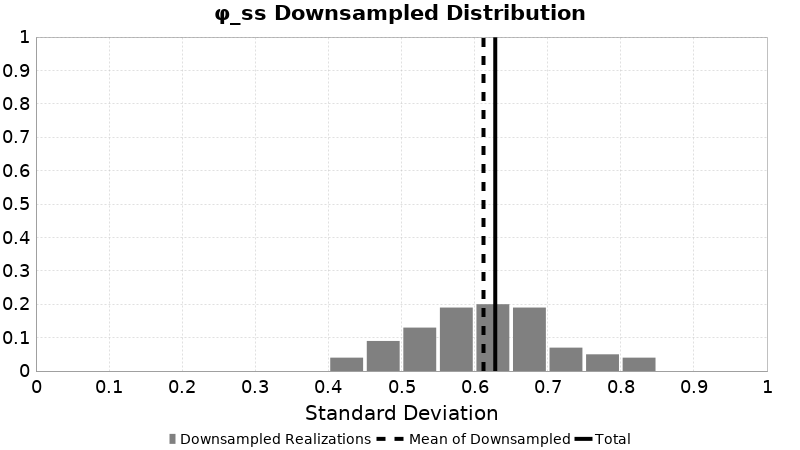 φ_ss Downsampled Distribution
1
0.9
0.8
0.7
0.6
0.5
0.4
0.3
0.2
0.1
0
0 0.1 0.2 0.3 0.4 0.5 0.6 0.7 0.8 0.9 1
Standard Deviation
Downsampled Realizations Mean of Downsampled Total